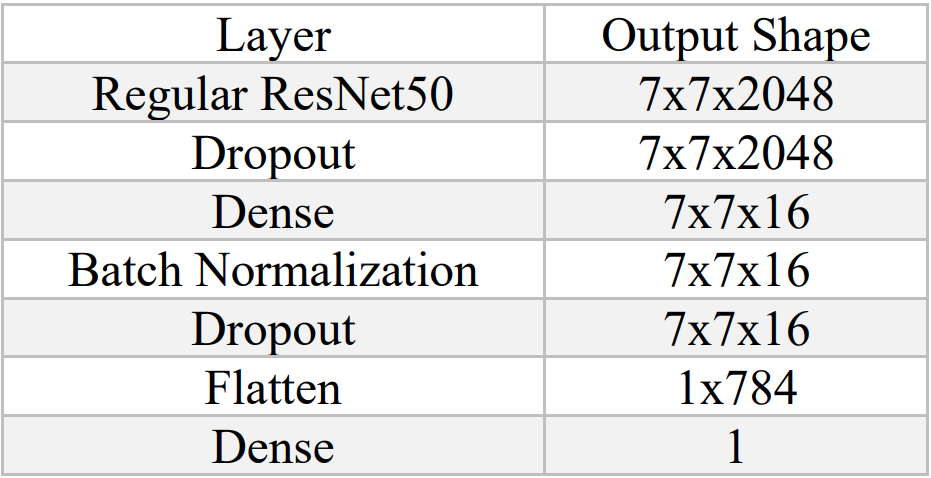 Layer Output Shape
Regular ResNet50 7x7x2048
Dropout 7x7x2048
Dense 7x7x16
Batch Normalization 7x7x16
Dropout 7x7x16
Flatten 1x784
Dense 1